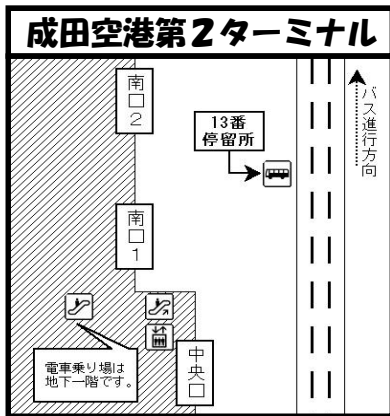 成田空港第2ターミナル
南口2
13番
停留所
バス進行方向
南口1
中央口
電車乗り場は
地下一階です。